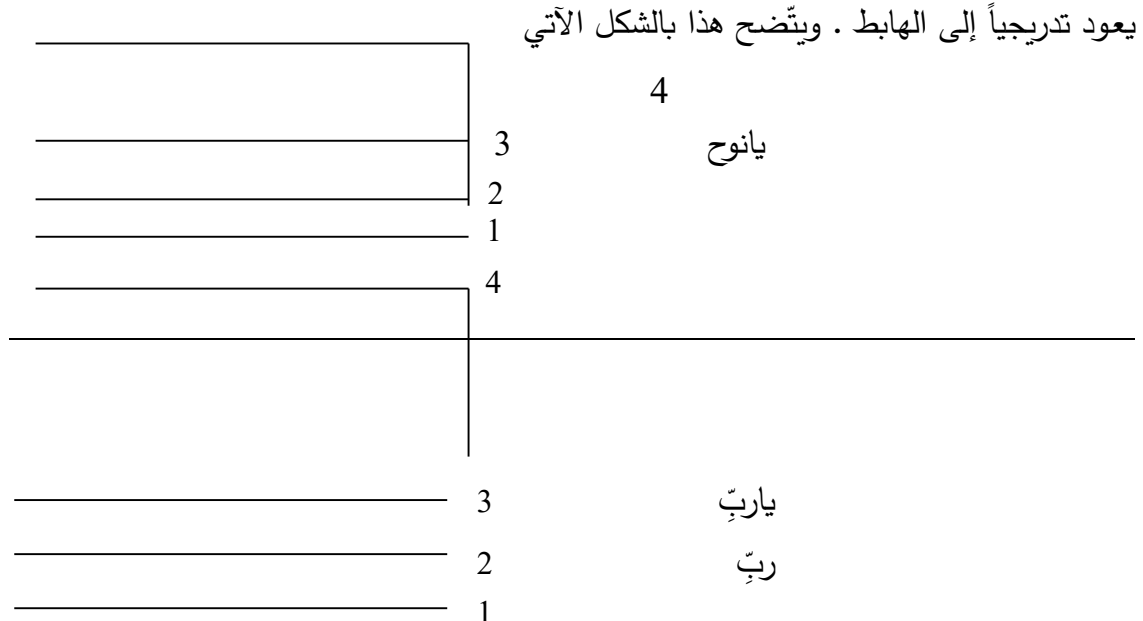 يعود تدريجياً إلى الهابط . ويتّضح هذا بالشكل الآتي
4
يانوح 3
2
1
4
ياربِّ 3
ربِّ 2
1